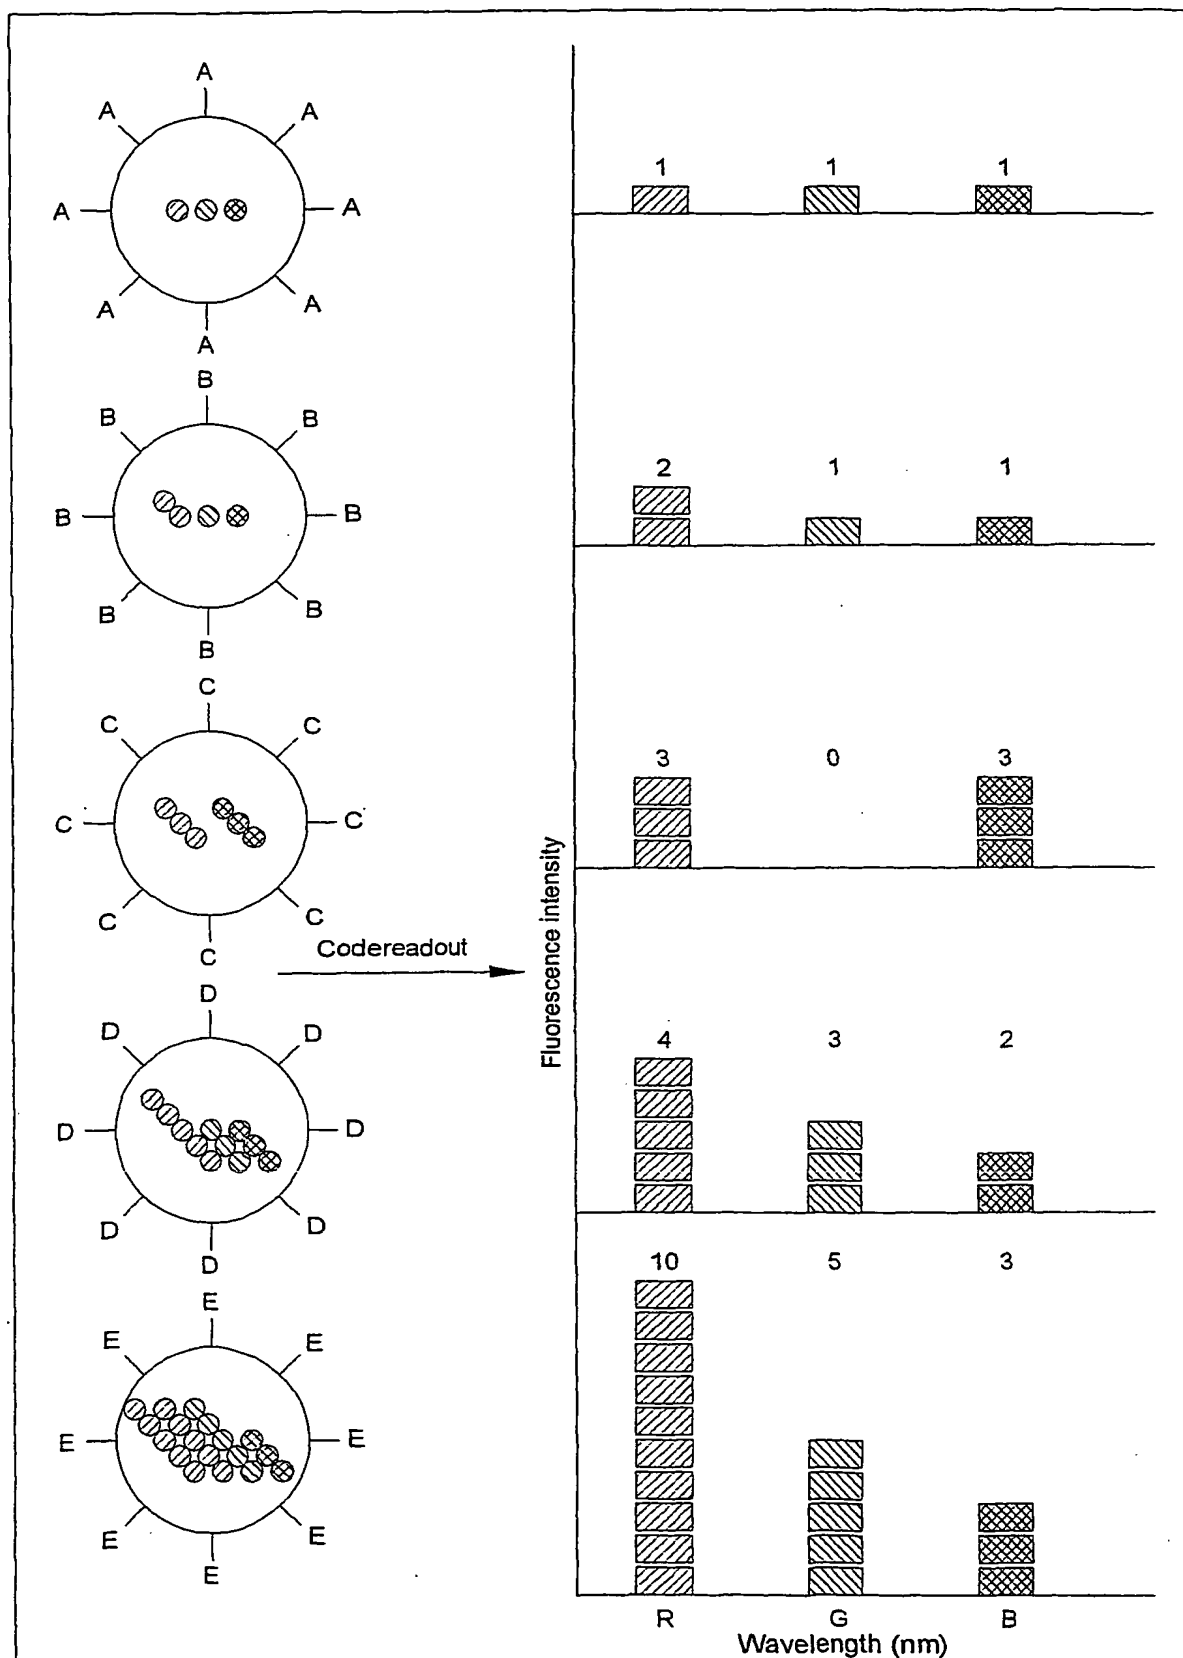 A
A A
A A
A A
A
1 1 1
B
B B
B B
B B
B
2 1 1
C
C C
C C
C C
C
3 0 3
Codereadout
Fluorescence intensity
D
D D
D D
D D
D
4 3 2
E
E E
E E
E E
E
10 5 3
R G B
Wavelength (nm)